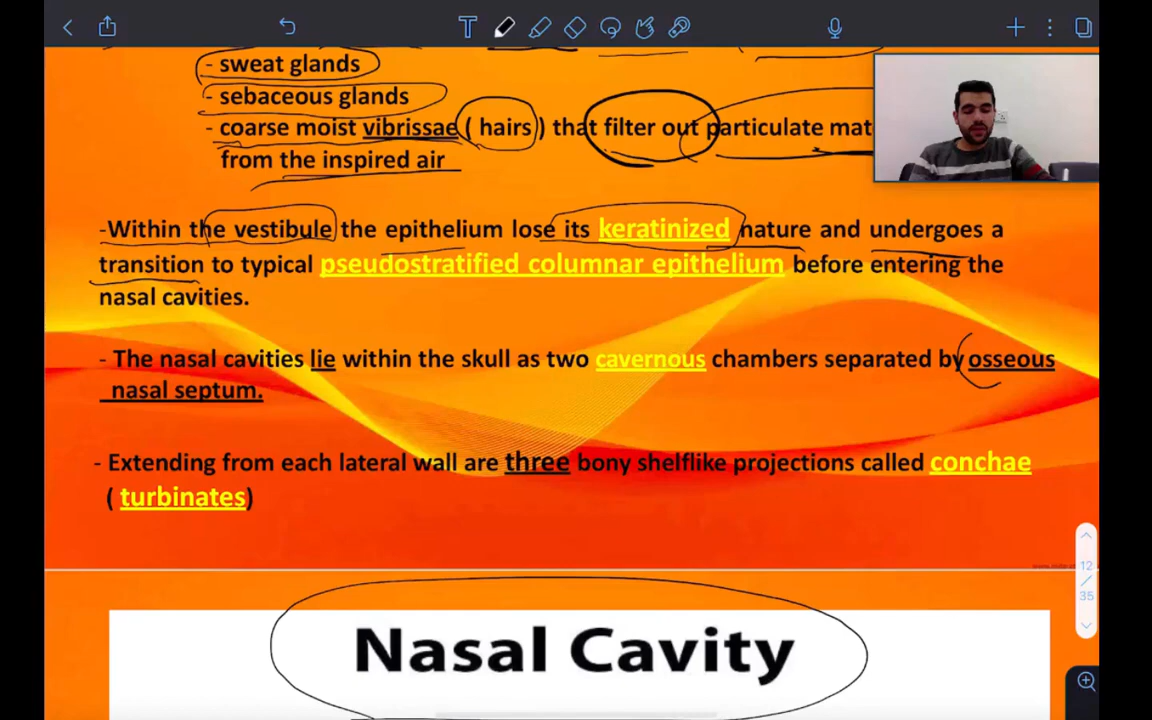 - sweat glands
- sebaceous glands
- coarse moist vibrissae ( hairs ) that filter out particulate mat
from the inspired air
-Within the vestibule the epithelium lose its keratinized nature and undergoes a
transition to typical pseudostratified columnar epithelium before entering the
nasal cavities.
- The nasal cavities lie within the skull as two cavernous chambers separated by osseous
nasal septum.
- Extending from each lateral wall are three bony shelflike projections called conchae
( turbinates)
12
/
35
Nasal Cavity